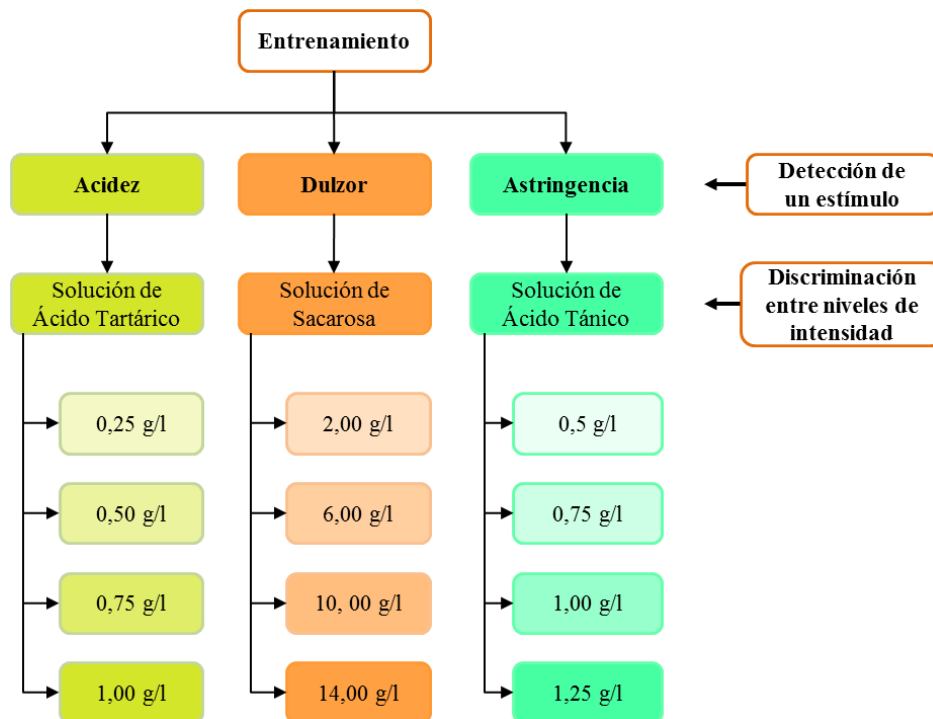 Entrenamiento
Acidez
Dulzor
Astringencia
Detección de
un estímulo
Solución de
Ácido Tartárico
Solución de
Sacarosa
Solución de
Ácido Tánico
Discriminación
entre niveles de
intensidad
0,25 g/l
2,00 g/l
0,5 g/l
0,50 g/l
6,00 g/l
0,75 g/l
0,75 g/l
10, 00 g/l
1,00 g/l
1,00 g/l
14,00 g/l
1,25 g/l